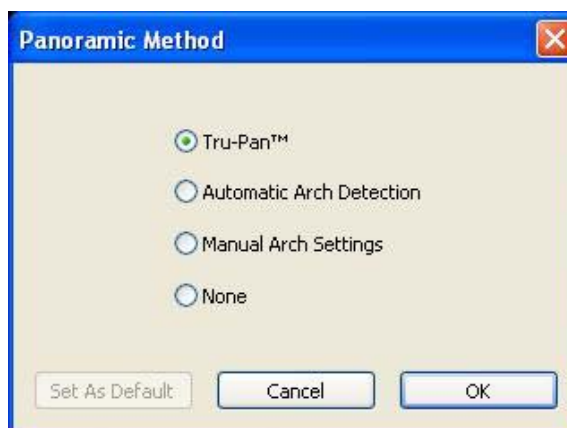 Panoramic Method
Tru-Pan™
Automatic Arch Detection
Manual Arch Settings
None
Set As Default Cancel OK